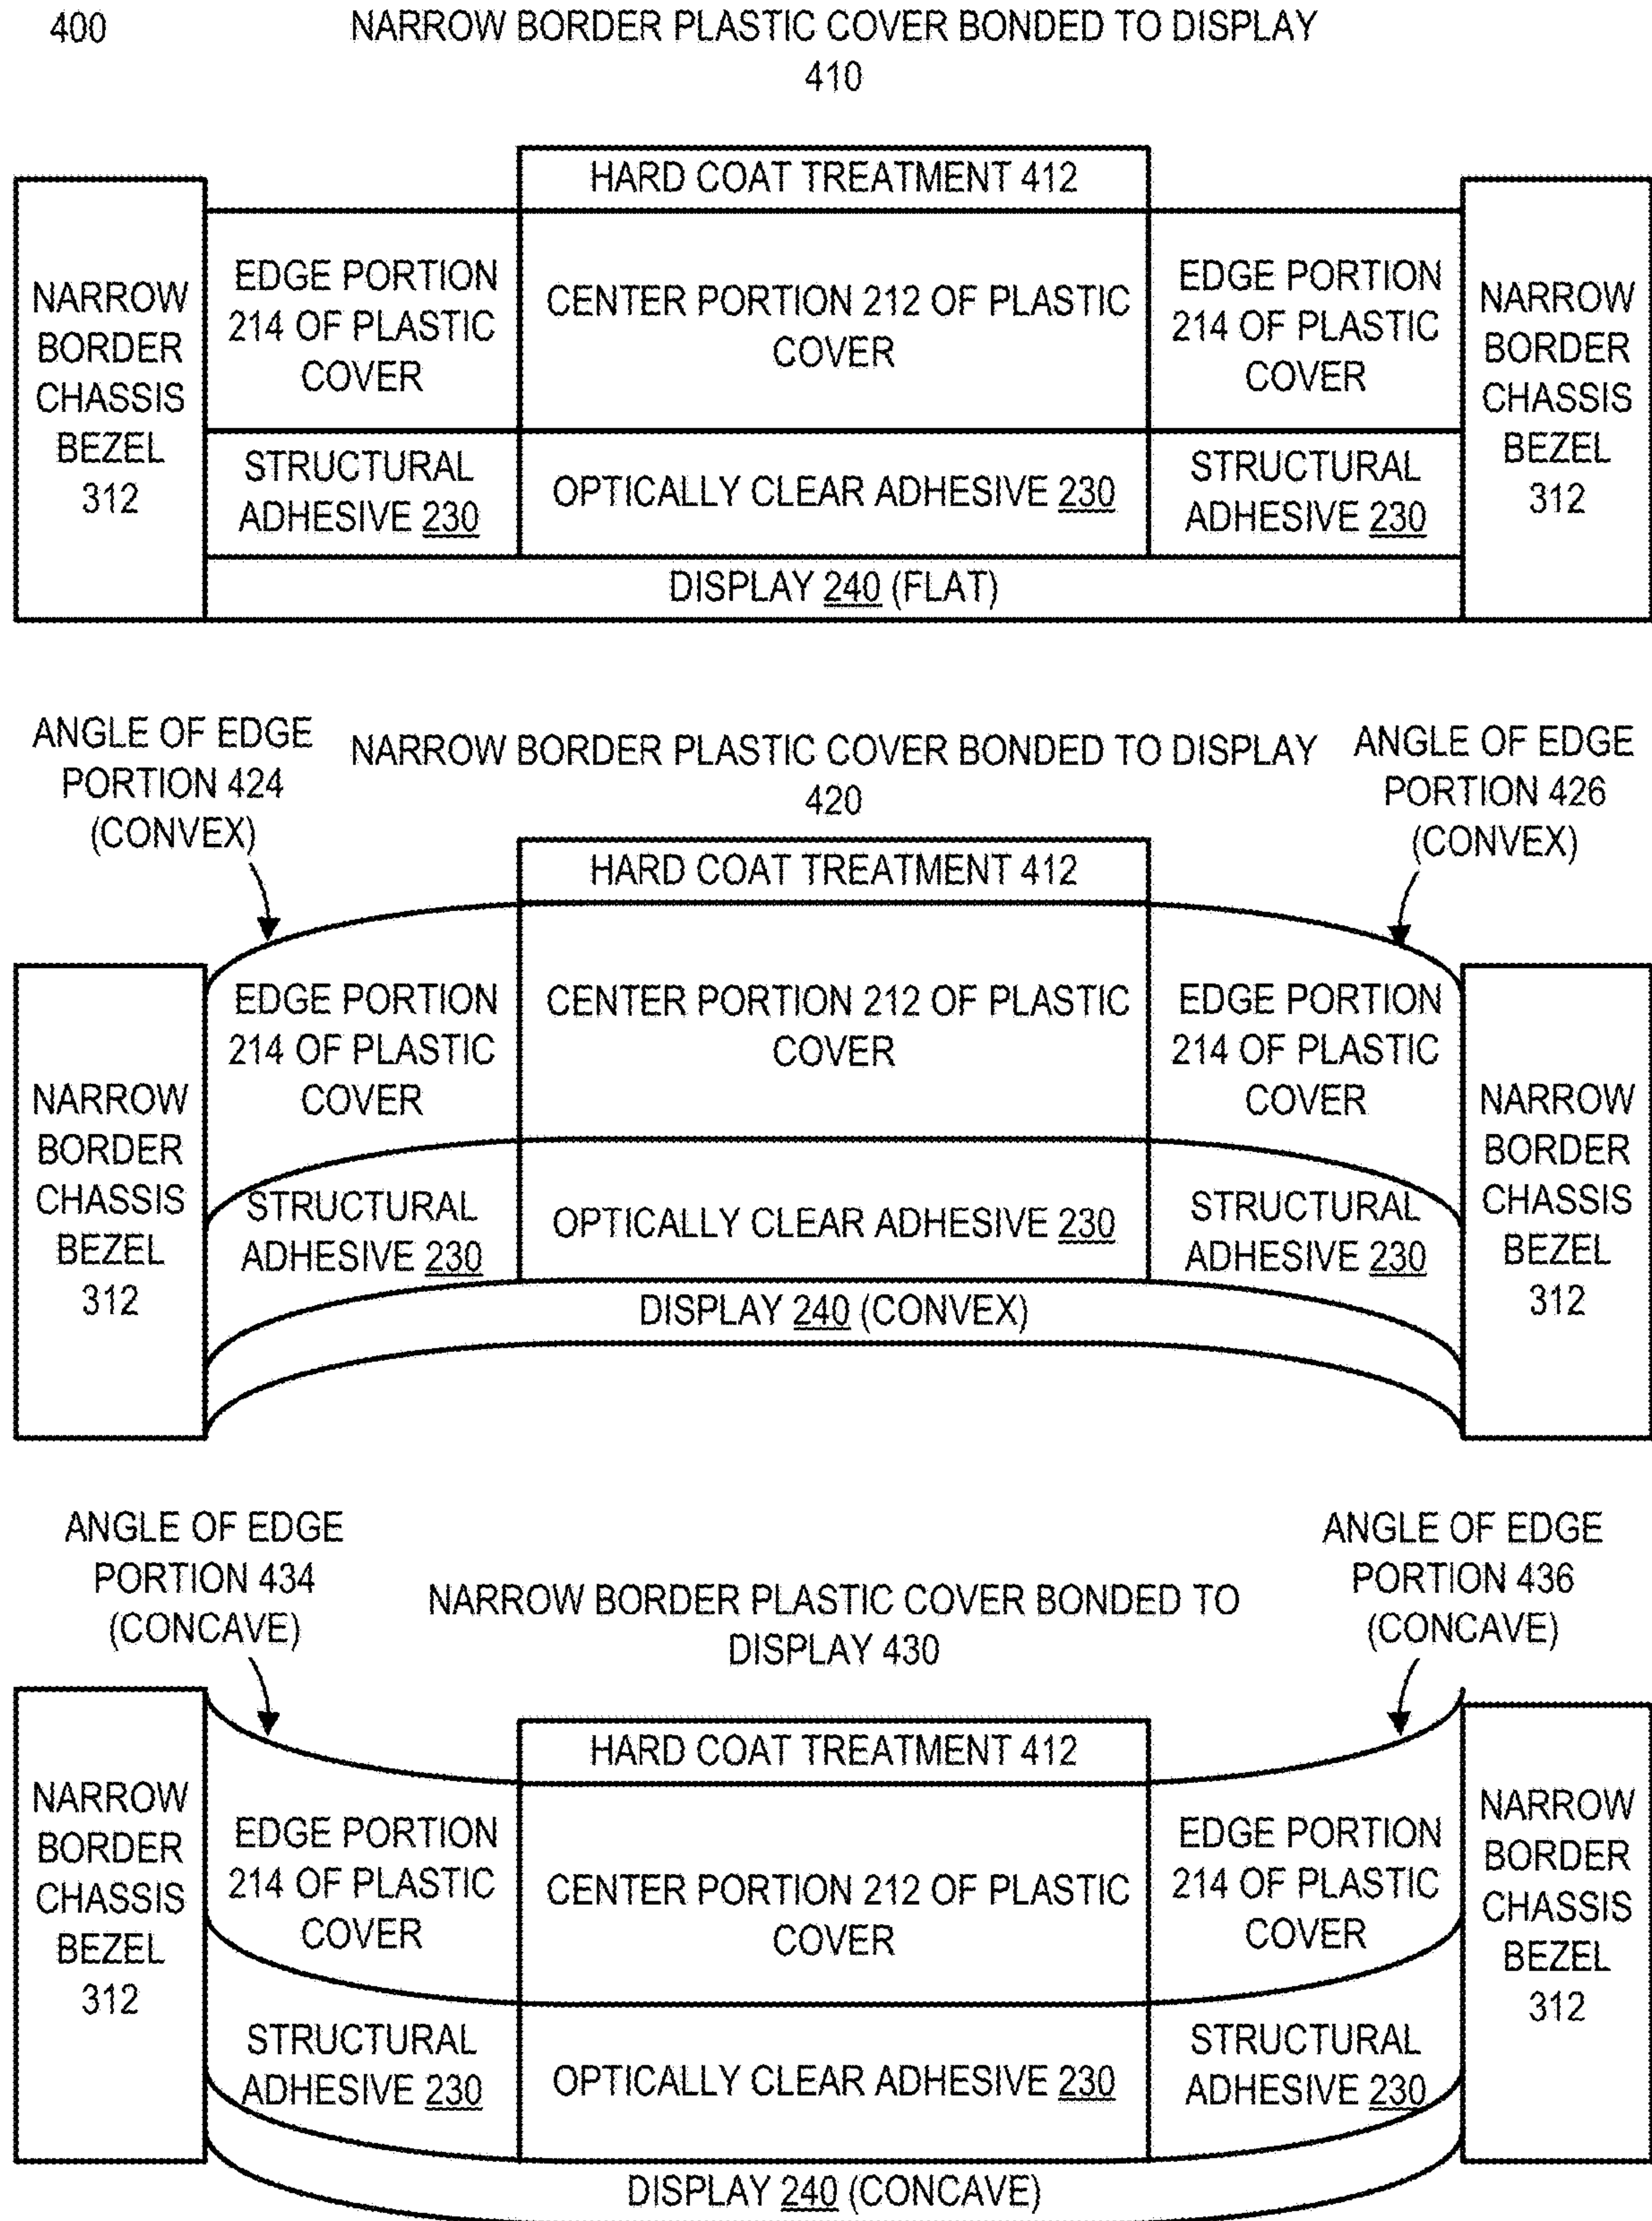 400
NARROW BORDER PLASTIC COVER BONDED TO DISPLAY
410
HARD COAT TREATMENT 412
NARROW
BORDER
CHASSIS
BEZEL
312
EDGE PORTION
214 OF PLASTIC
COVER
CENTER PORTION 212 OF PLASTIC
COVER
EDGE PORTION
214 OF PLASTIC
COVER
NARROW
BORDER
CHASSIS
BEZEL
312
STRUCTURAL
ADHESIVE 230
OPTICALLY CLEAR ADHESIVE 230
STRUCTURAL
ADHESIVE 230
DISPLAY 240 (FLAT)
ANGLE OF EDGE
PORTION 424
(CONVEX)
NARROW BORDER PLASTIC COVER BONDED TO DISPLAY
420
ANGLE OF EDGE
PORTION 426
(CONVEX)
HARD COAT TREATMENT 412
NARROW
BORDER
CHASSIS
BEZEL
312
EDGE PORTION
214 OF PLASTIC
COVER
CENTER PORTION 212 OF PLASTIC
COVER
EDGE PORTION
214 OF PLASTIC
COVER
NARROW
BORDER
CHASSIS
BEZEL
312
STRUCTURAL
ADHESIVE 230
OPTICALLY CLEAR ADHESIVE 230
STRUCTURAL
ADHESIVE 230
DISPLAY 240 (CONVEX)
ANGLE OF EDGE
PORTION 434
(CONCAVE)
NARROW BORDER PLASTIC COVER BONDED TO
DISPLAY 430
ANGLE OF EDGE
PORTION 436
(CONCAVE)
HARD COAT TREATMENT 412
NARROW
BORDER
CHASSIS
BEZEL
312
EDGE PORTION
214 OF PLASTIC
COVER
CENTER PORTION 212 OF PLASTIC
COVER
EDGE PORTION
214 OF PLASTIC
COVER
NARROW
BORDER
CHASSIS
BEZEL
312
STRUCTURAL
ADHESIVE 230
OPTICALLY CLEAR ADHESIVE 230
STRUCTURAL
ADHESIVE 230
DISPLAY 240 (CONCAVE)